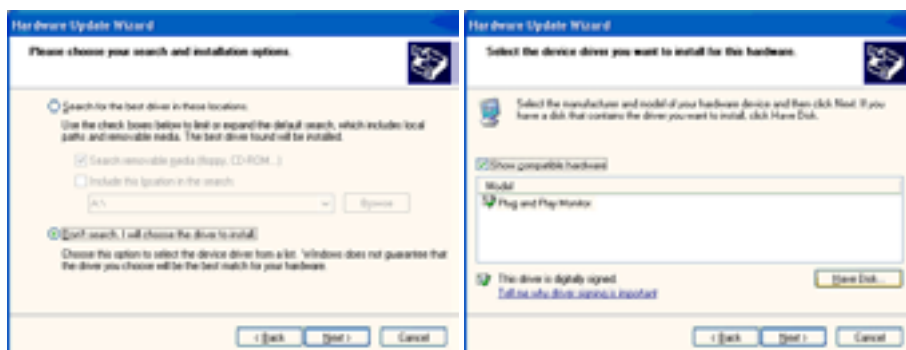 Hardware Update Wizard
Please choose your search and installation options.
Search for the best driver in these locations.
Use the check boxes below to limit or expand the default search, which includes local
paths and removable media. The best driver found will be installed.
Search removable media (floppy, CD-ROM...)
Include this location in the search:
A:\
Browse
Don't search. I will choose the driver to install.
Choose this option to select the device driver from a list. Windows does not guarantee that
the driver you choose will be the best match for your hardware.
< Back
Next >
Cancel
Hardware Update Wizard
Select the device driver you want to install for this hardware.
Select the manufacturer and model of your hardware device and then click Next. If you
have a disk that contains the driver you want to install, click Have Disk.
Show compatible hardware
Model
Plug and Play Monitor
This driver is digitally signed.
Tell me why driver signing is important
Have Disk...
< Back
Next >
Cancel